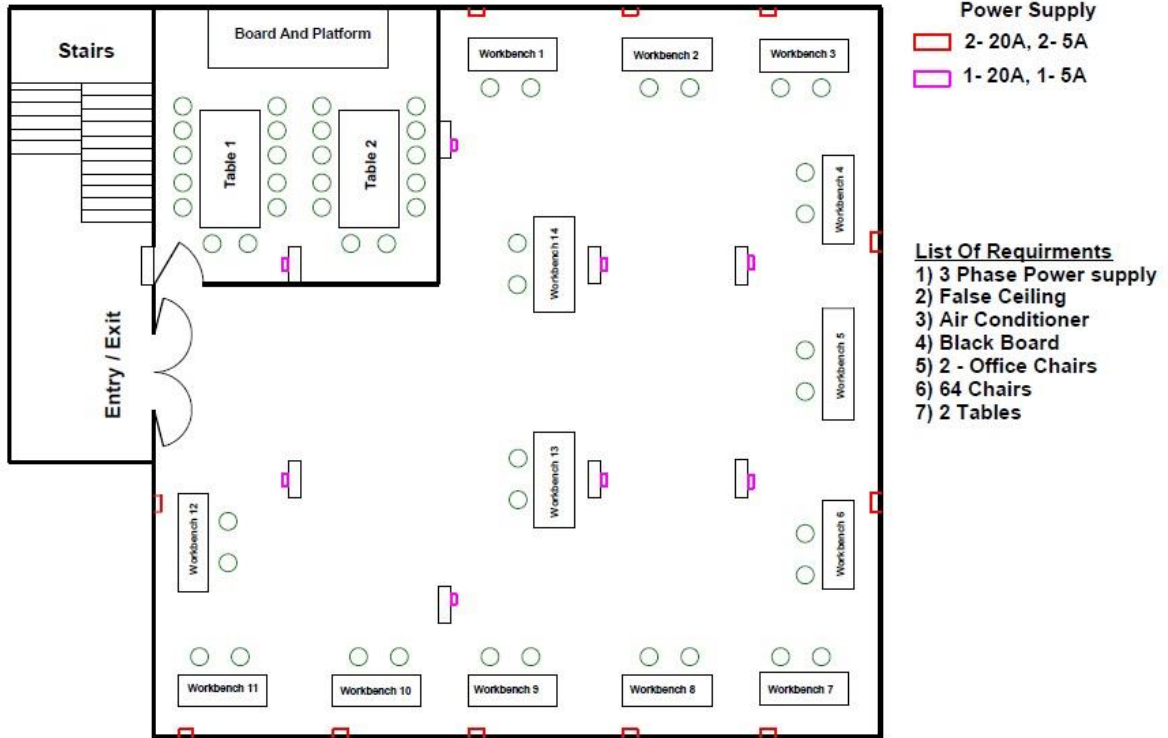 Stairs
Board And Platform
Workbench 1
Workbench 2
Workbench 3
Power Supply
2- 20A, 2- 5A
1- 20A, 1- 5A
Table 1
Table 2
Workbench 4
Workbench 14
List Of Requirments
1) 3 Phase Power supply
2) False Ceiling
3) Air Conditioner
4) Black Board
5) 2 - Office Chairs
6) 64 Chairs
7) 2 Tables
Entry / Exit
Workbench 5
Workbench 13
Workbench 12
Workbench 6
Workbench 11
Workbench 10
Workbench 9
Workbench 8
Workbench 7